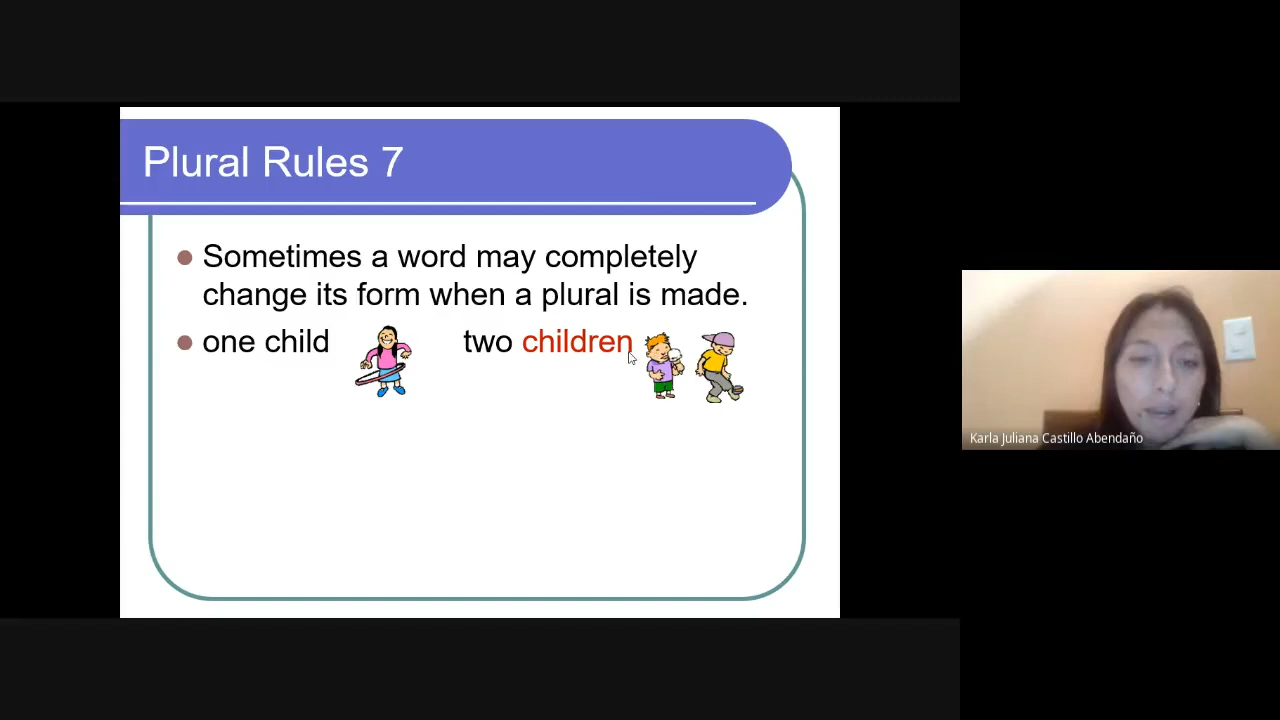 Plural Rules 7
Sometimes a word may completely
change its form when a plural is made.
one child two children
Karla Juliana Castillo Abendaño